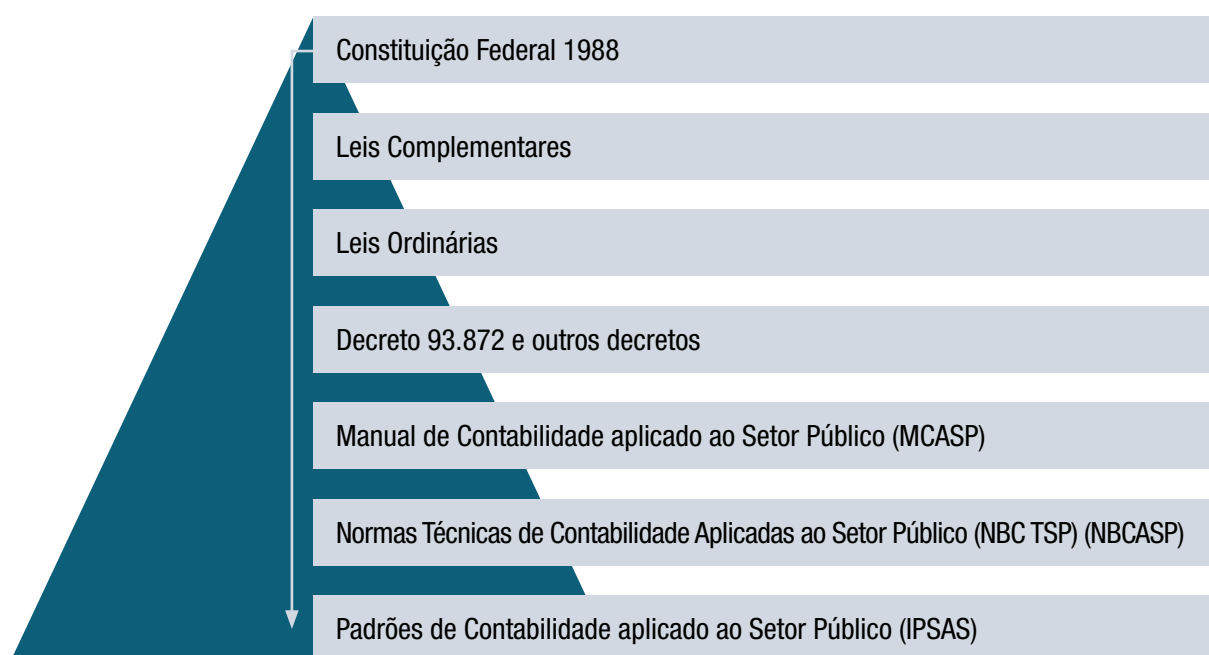 Constituição Federal 1988
Leis Complementares
Leis Ordinárias
Decreto 93.872 e outros decretos
Manual de Contabilidade aplicado ao Setor Público (MCASP)
Normas Técnicas de Contabilidade Aplicadas ao Setor Público (NBC TSP) (NBCASP)
Padrões de Contabilidade aplicado ao Setor Público (IPSAS)